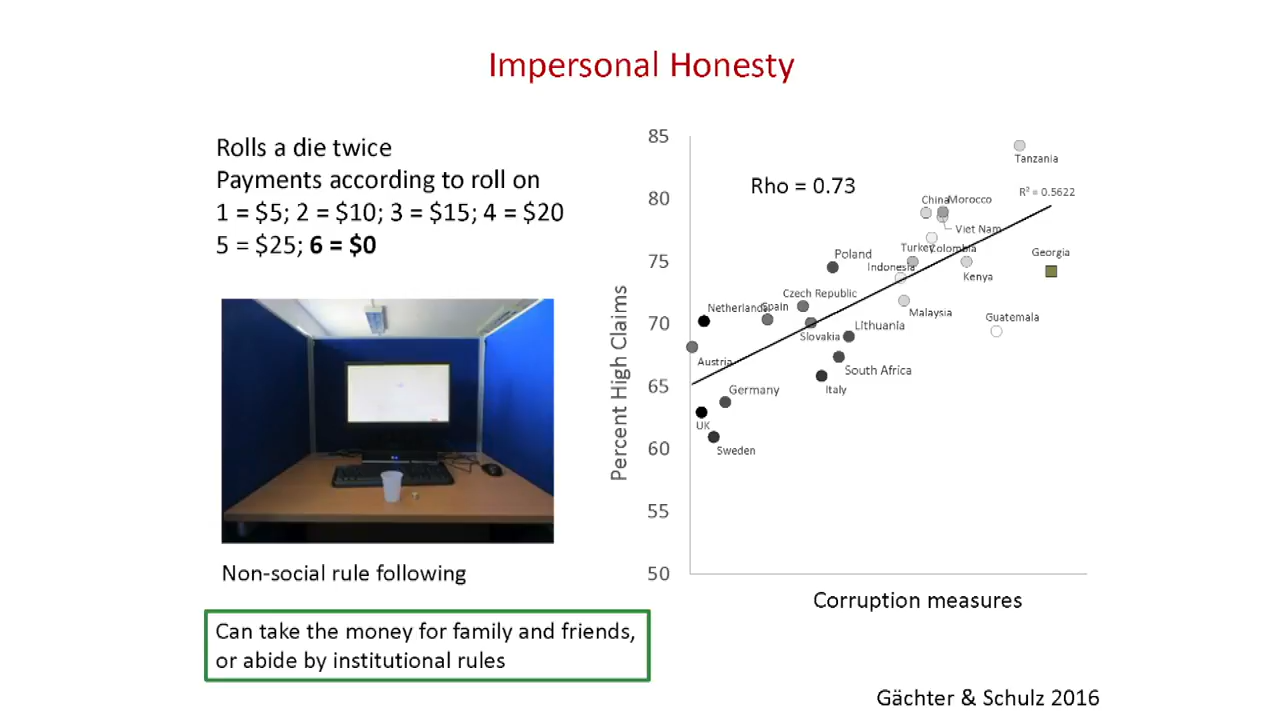 Impersonal Honesty
Rolls a die twice
Payments according to roll on
1 = $5; 2 = $10; 3 = $15; 4 = $20
5 = $25; 6 = $0
Non-social rule following
Can take the money for family and friends,
or abide by institutional rules
Percent High Claims
85
80
75
70
65
60
55
50
Rho = 0.73
R² = 0.5622
Tanzania
China
Morocco
Viet Nam
Turkey
Colombia
Georgia
Poland
Indonesia
Kenya
Czech Republic
Netherlands
Spain
Malaysia
Guatemala
Slovakia
Lithuania
Austria
South Africa
Germany
Italy
UK
Sweden
Corruption measures
Gächter & Schulz 2016